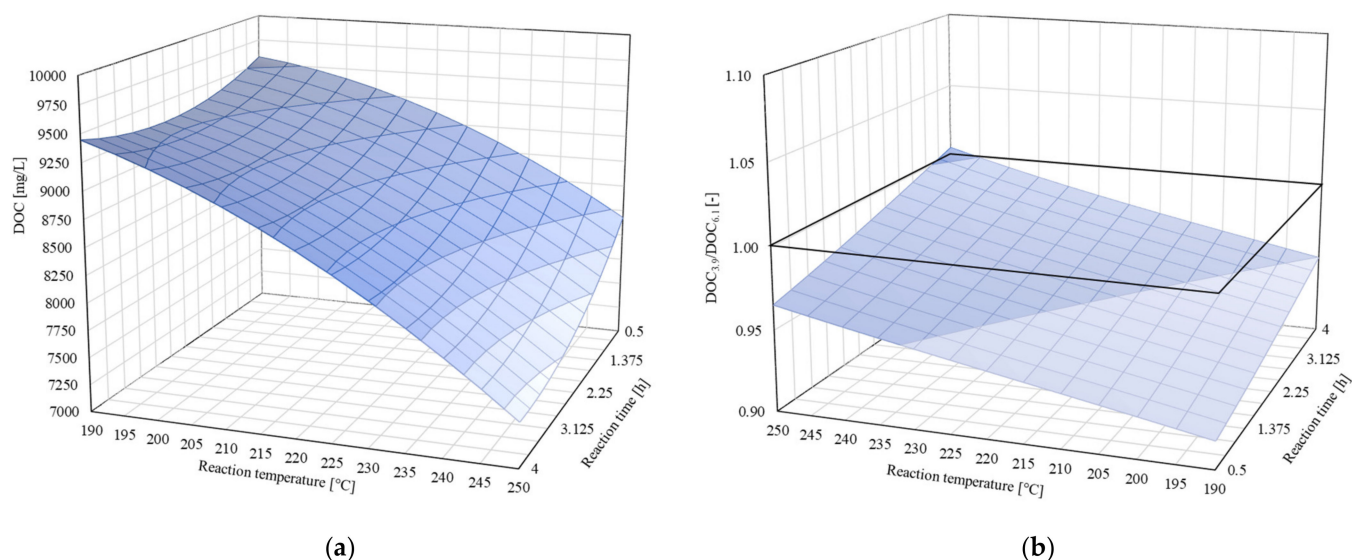 10000
9750
9500
9250
9000
8750
8500
8250
8000
7750
7500
7250
7000
DOC [mg/L]
190 195 200 205 210 215 220 225 230 235 240 245 250
Reaction temperature [°C]
0.5
1.375
2.25
3.125
4
Reaction time [h]
(a)
1.10
1.05
1.00
0.95
0.90
DOC3.9/DOC6.1 [-]
250 245 240 235 230 225 220 215 210 205 200 195 190
Reaction temperature [°C]
4
3.125
2.25
1.375
0.5
Reaction time [h]
(b)